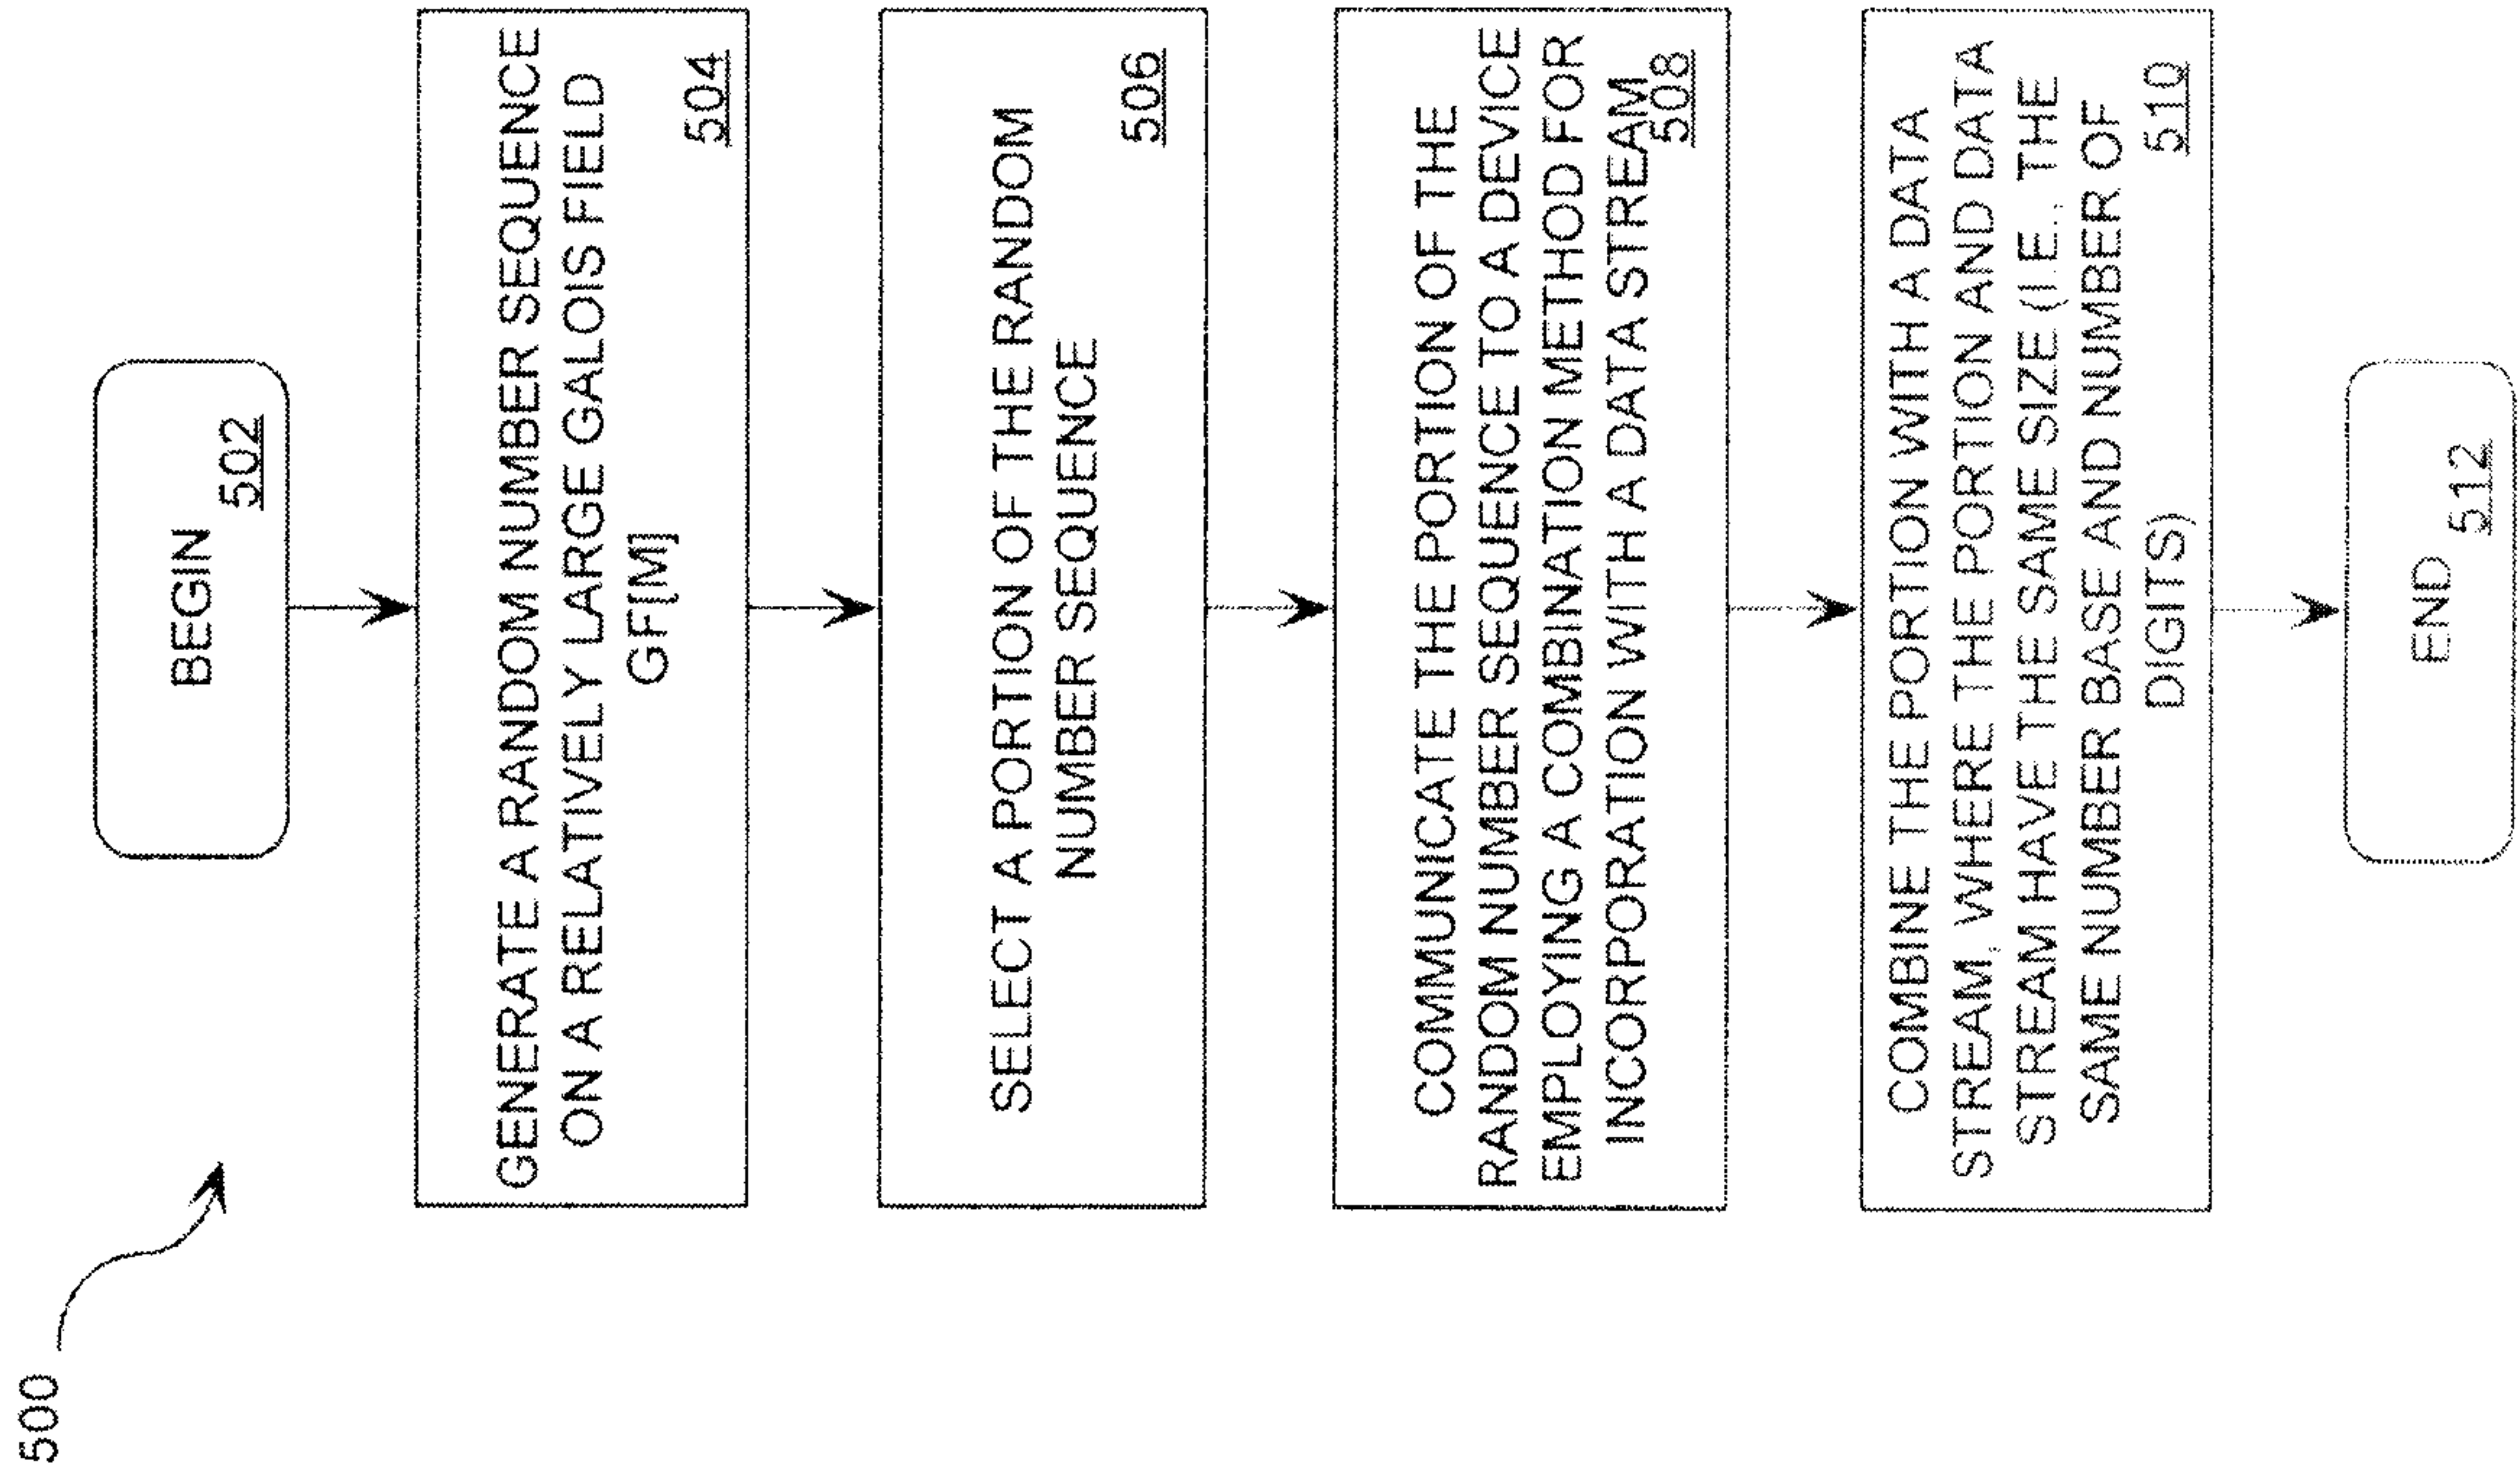 500
BEGIN
502
GENERATE A RANDOM NUMBER SEQUENCE
ON A RELATIVELY LARGE GALOIS FIELD
GF[M]
504
SELECT A PORTION OF THE RANDOM
NUMBER SEQUENCE
506
COMMUNICATE THE PORTION OF THE
RANDOM NUMBER SEQUENCE TO A DEVICE
EMPLOYING A COMBINATION METHOD FOR
INCORPORATION WITH A DATA STREAM
508
COMBINE THE PORTION WITH A DATA
STREAM, WHERE THE PORTION AND DATA
STREAM HAVE THE SAME SIZE (I.E., THE
SAME NUMBER BASE AND NUMBER OF
DIGITS)
510
END
512